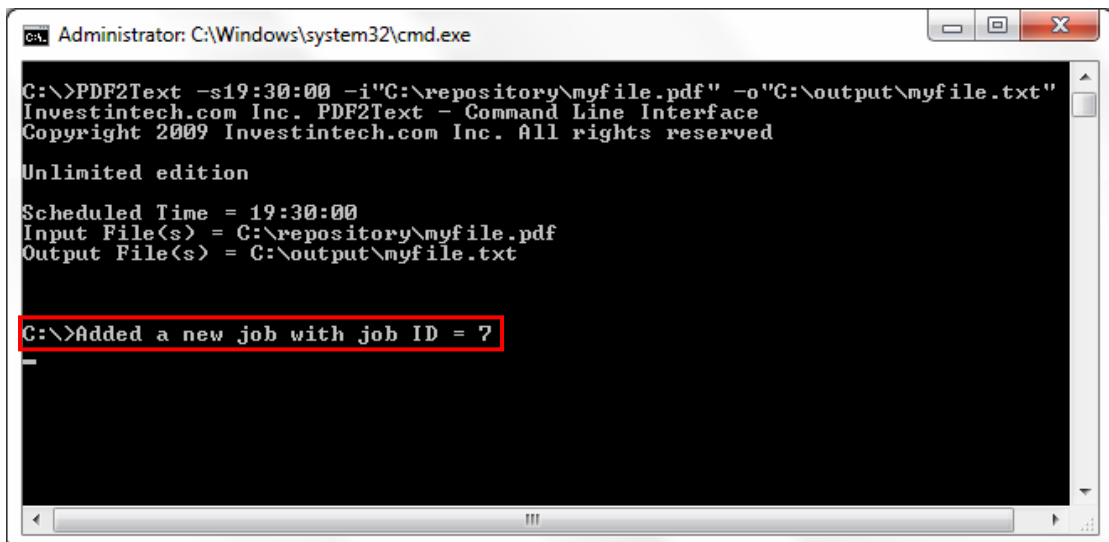 Administrator: C:\Windows\system32\cmd.exe
C:\>PDF2Text -s19:30:00 -i"C:\repository\myfile.pdf" -o"C:\output\myfile.txt"
Investintech.com Inc. PDF2Text - Command Line Interface
Copyright 2009 Investintech.com Inc. All rights reserved
Unlimited edition
Scheduled Time = 19:30:00
Input File(s) = C:\repository\myfile.pdf
Output File(s) = C:\output\myfile.txt
C:\>Added a new job with job ID = 7